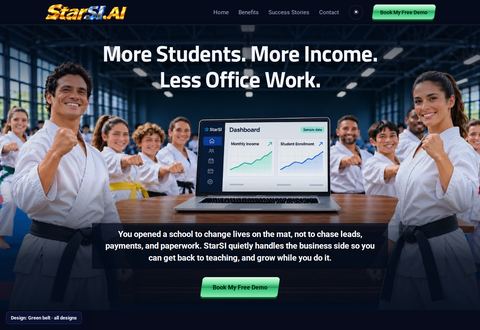 StarSI.AI
Home Benefits Success Stories Contact
Book My Free Demo
More Students. More Income.
Less Office Work.
StarSI
Dashboard
Sample data
Monthly Income
Student Enrollment
You opened a school to change lives on the mat, not to chase leads,
payments, and paperwork. StarSI quietly handles the business side so you
can get back to teaching, and grow while you do it.
Book My Free Demo
Design: Green belt · all designs